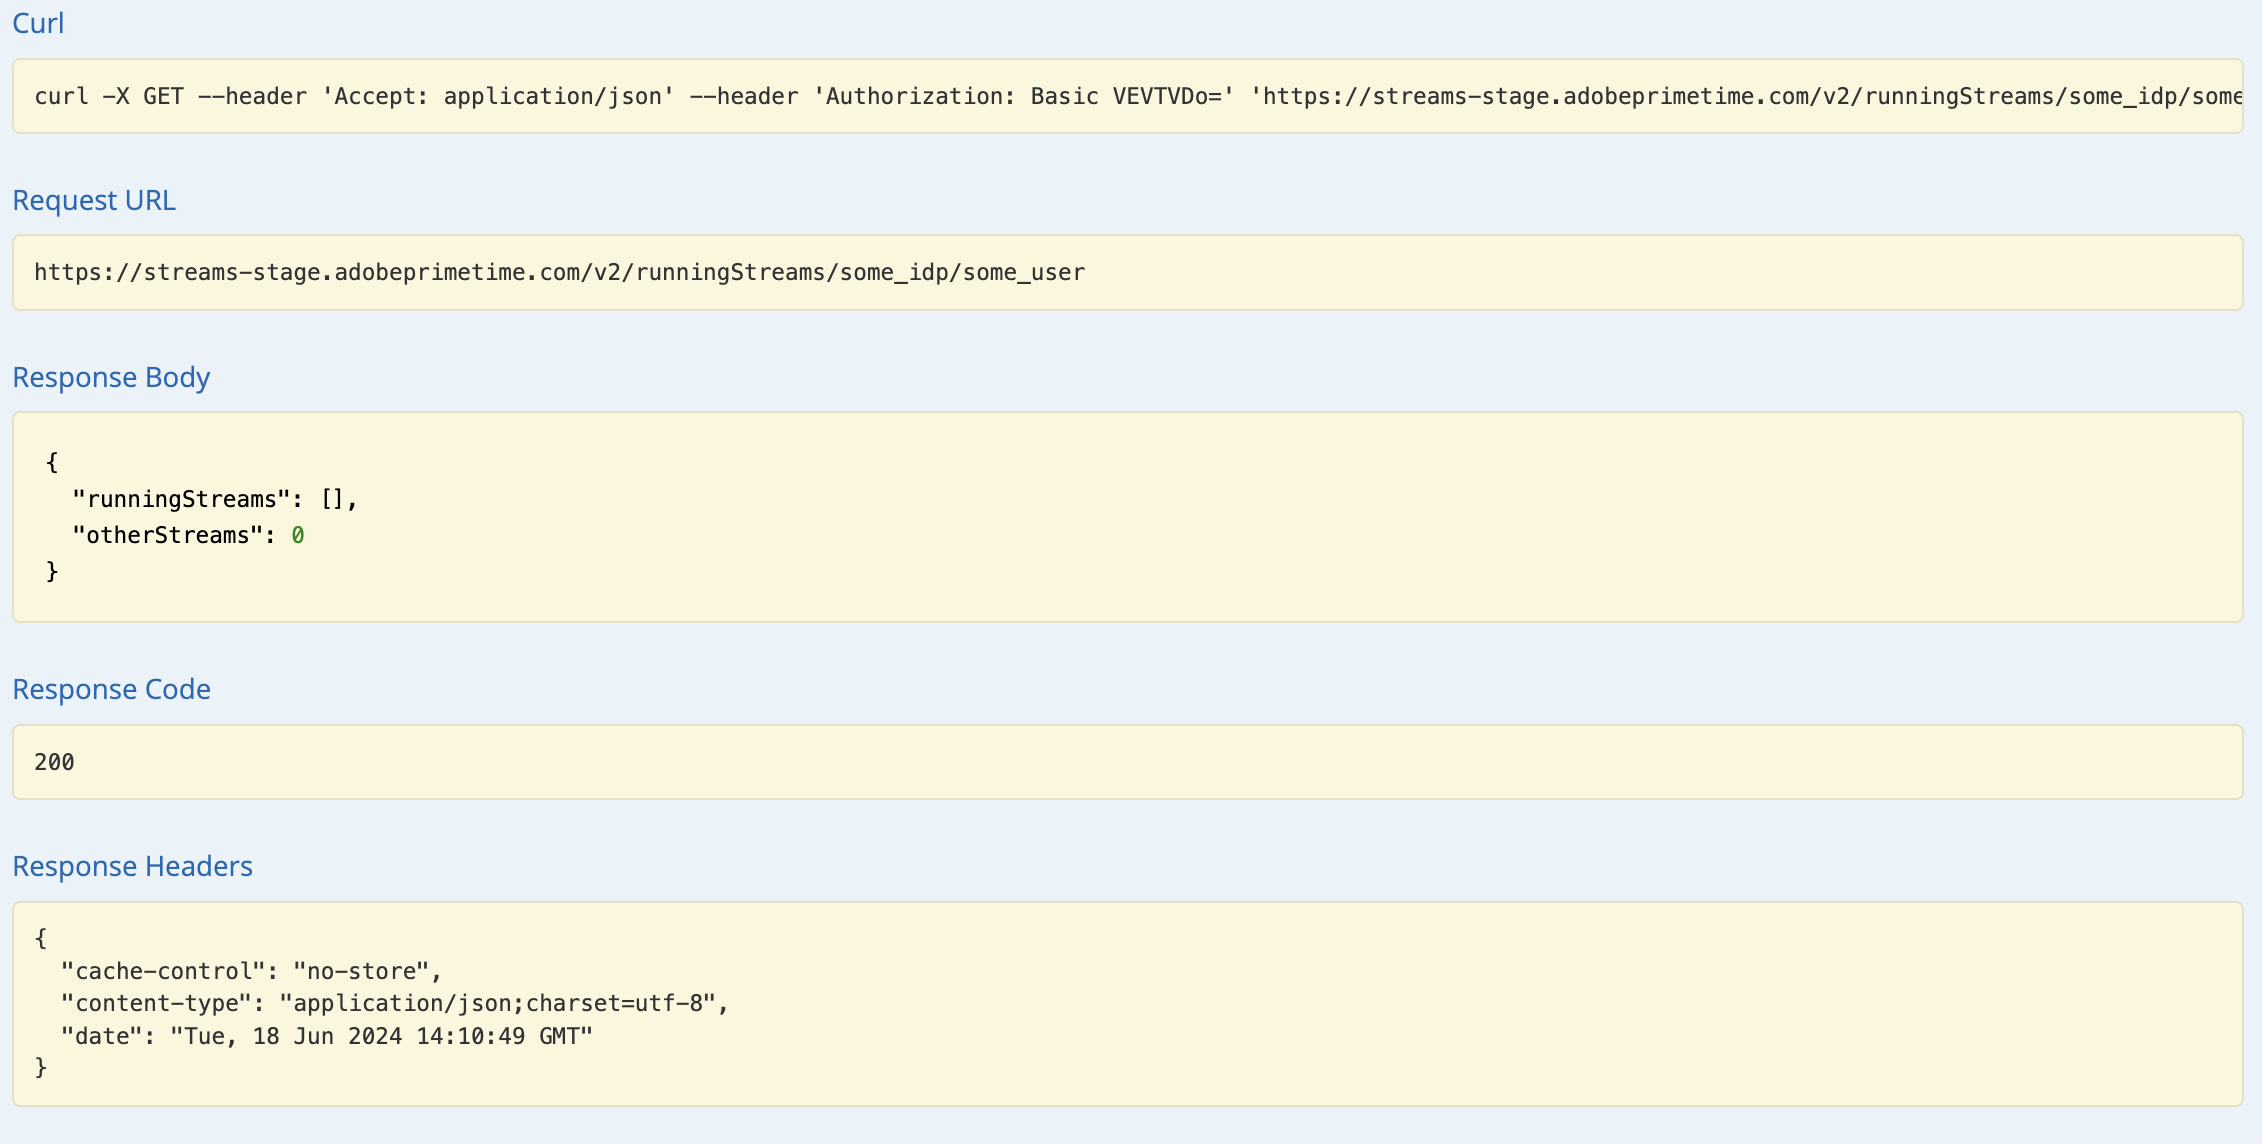 Curl
curl -X GET --header 'Accept: application/json' --header 'Authorization: Basic VEVTVDo=' 'https://streams-stage.adobeprimetime.com/v2/runningStreams/some_idp/some
Request URL
https://streams-stage.adobeprimetime.com/v2/runningStreams/some_idp/some_user
Response Body
{
  "runningStreams": [],
  "otherStreams": 0
}
Response Code
200
Response Headers
{
  "cache-control": "no-store",
  "content-type": "application/json;charset=utf-8",
  "date": "Tue, 18 Jun 2024 14:10:49 GMT"
}